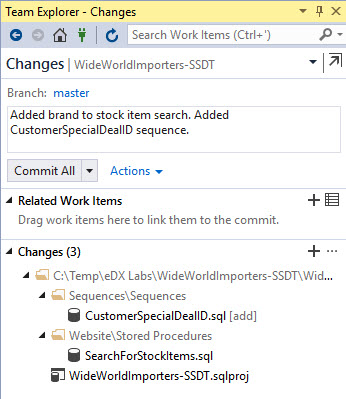 Team Explorer - Changes
Search Work Items (Ctrl+')
Changes | WideWorldImporters-SSDT
Branch: master
Added brand to stock item search. Added
CustomerSpecialDealID sequence.
Commit All Actions
Related Work Items
Drag work items here to link them to the commit.
Changes (3)
C:\Temp\eDX Labs\WideWorldImporters-SSDT\Wid...
Sequences\Sequences
CustomerSpecialDealID.sql [add]
Website\Stored Procedures
SearchForStockItems.sql
WideWorldImporters-SSDT.sqlproj